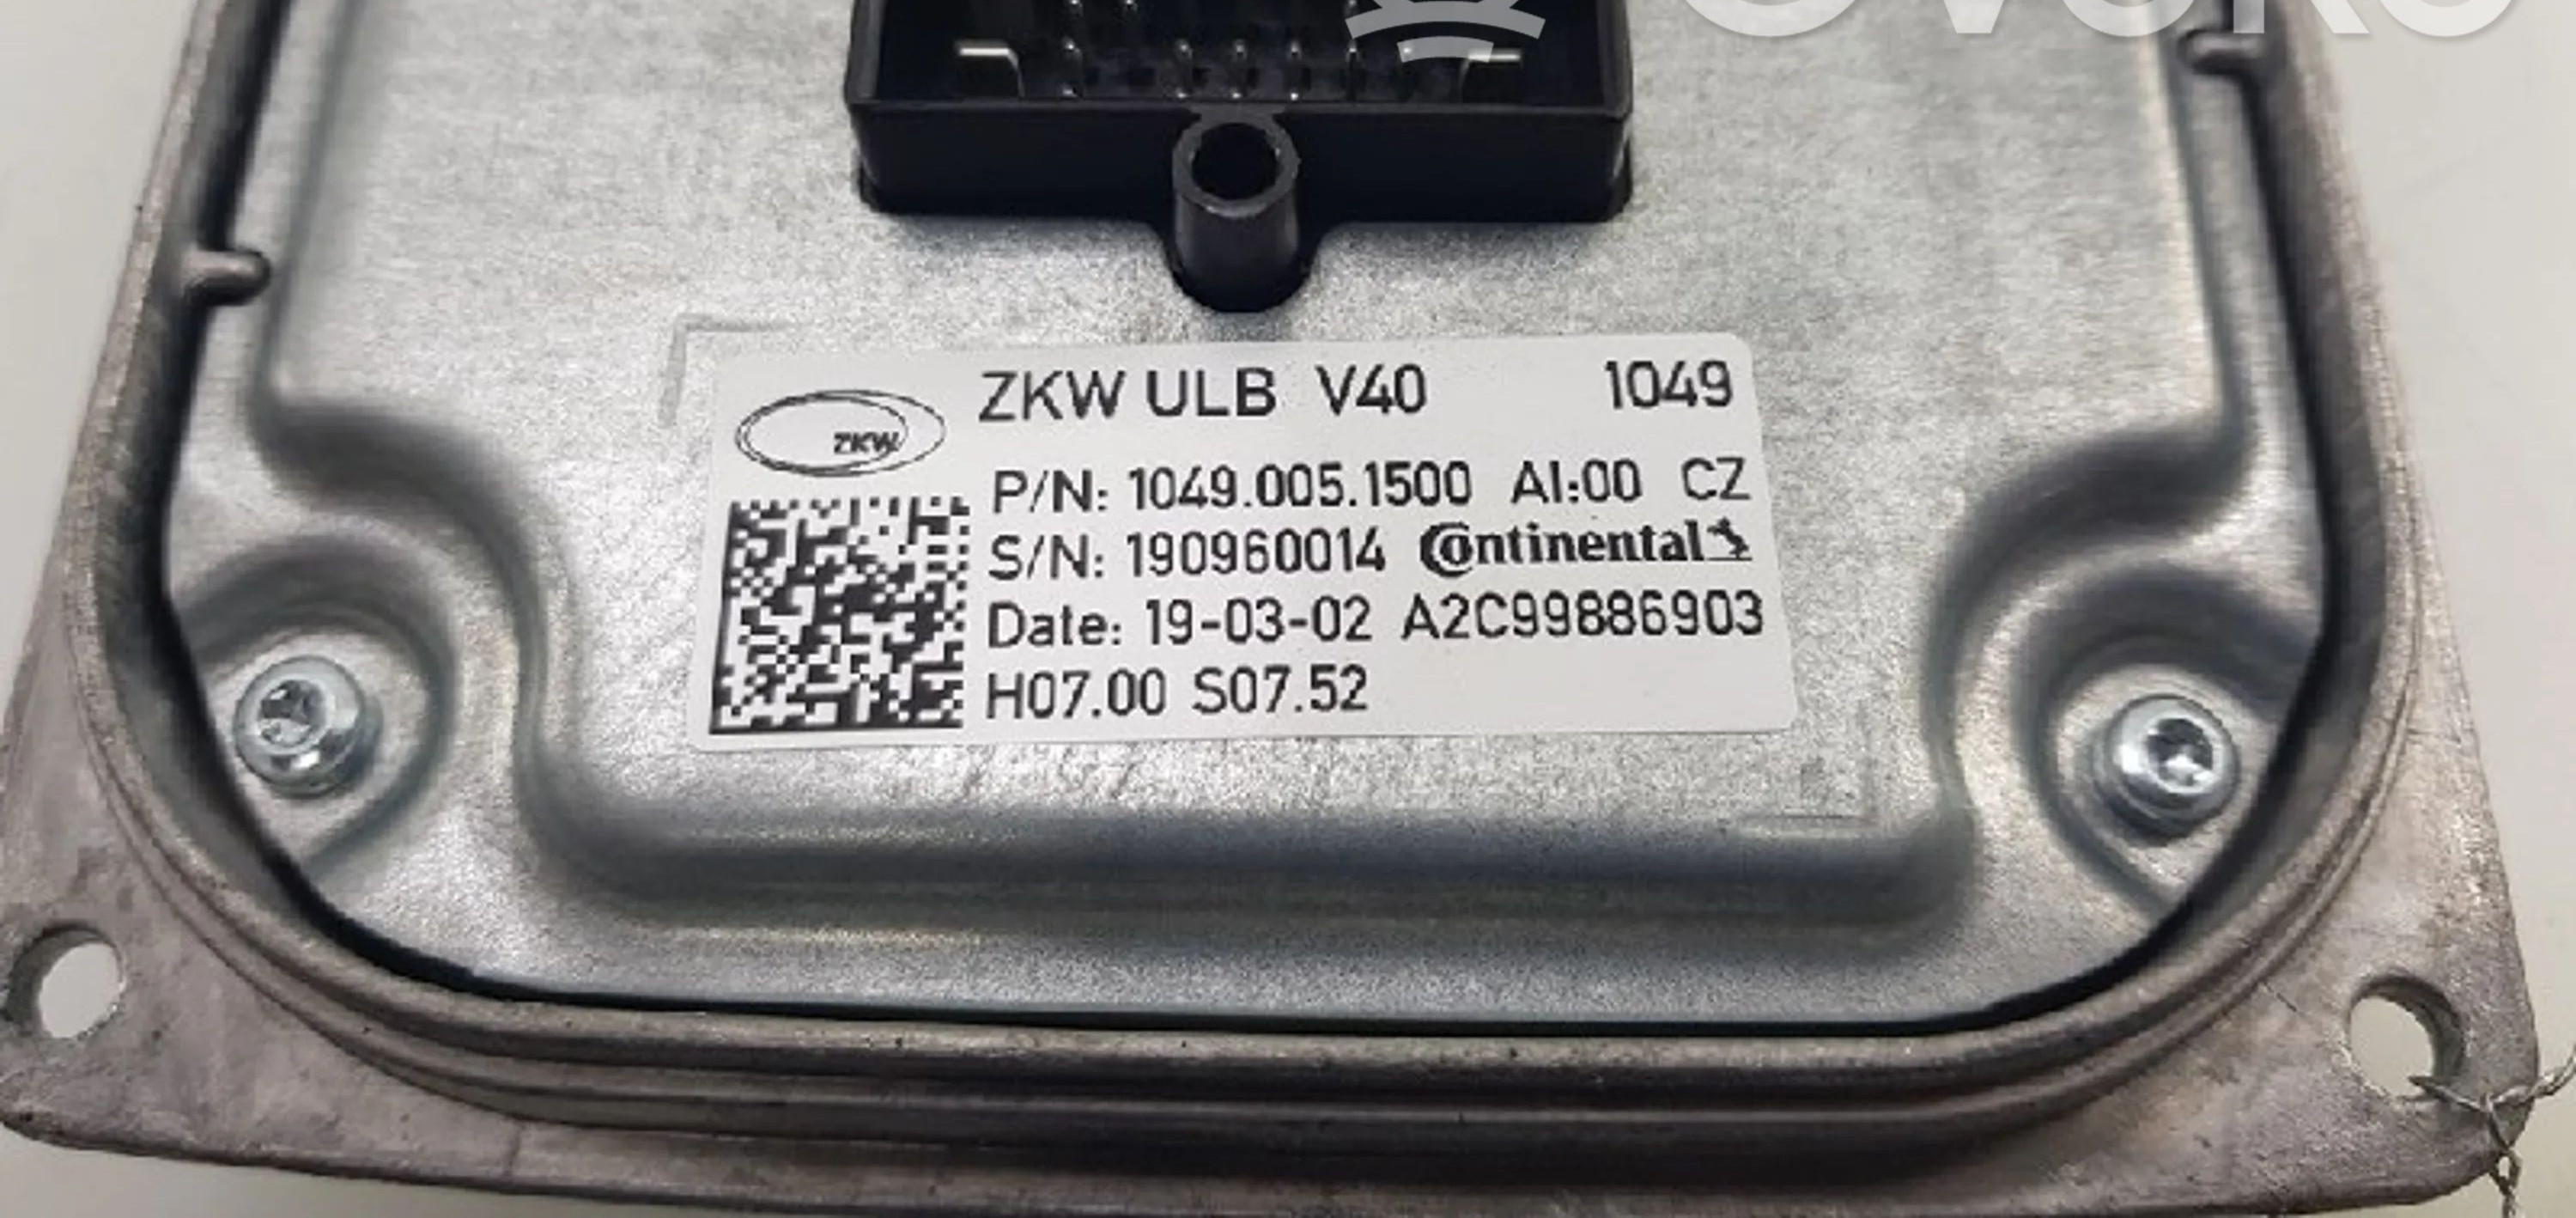 ZKW ULB V40 1049
ZKW
P/N: 1049.005.1500 AI:00 CZ
S/N: 190960014 Continental
Date: 19-03-02 A2C99886903
H07.00 S07.52